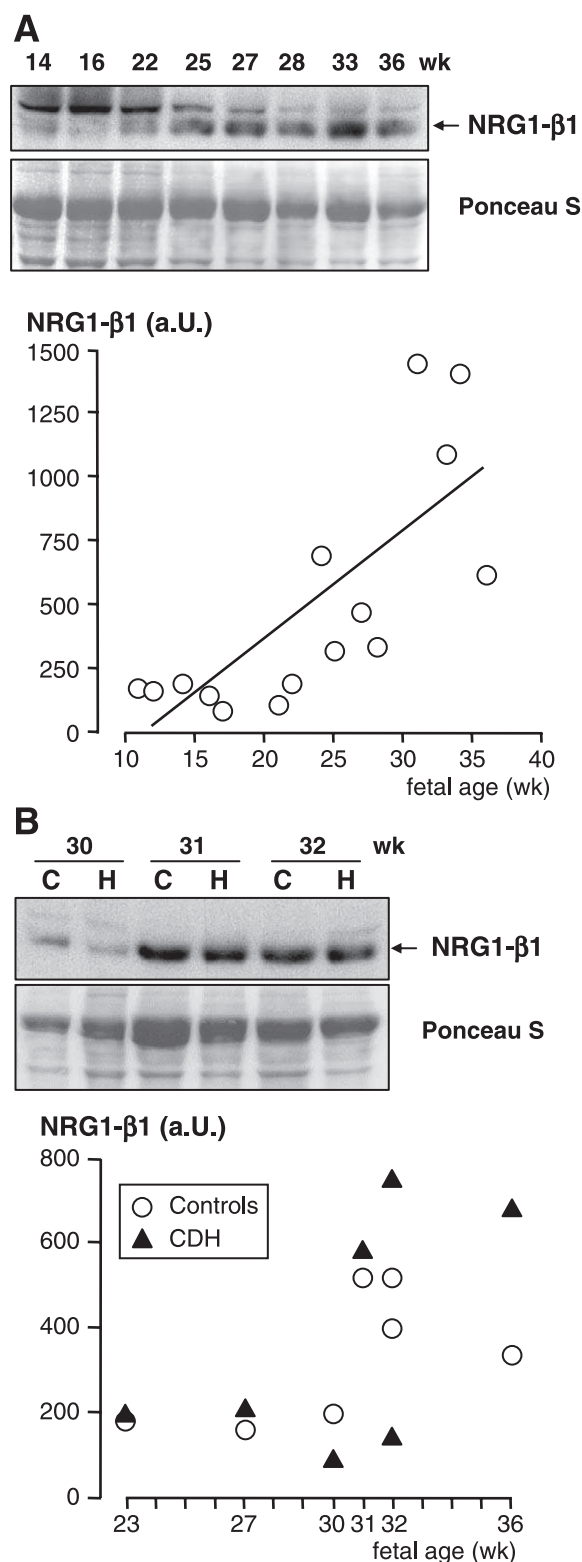 A
14 16 22 25 27 28 33 36 wk
NRG1-β1
Ponceau S
NRG1-β1 (a.U.)
1500
1250
1000
750
500
250
0
10 15 20 25 30 35 40
fetal age (wk)
B
30 31 32 wk
C H C H C H
NRG1-β1
Ponceau S
NRG1-β1 (a.U.)
800
Controls
CDH
600
400
200
0
23 27 30 31 32 36
fetal age (wk)